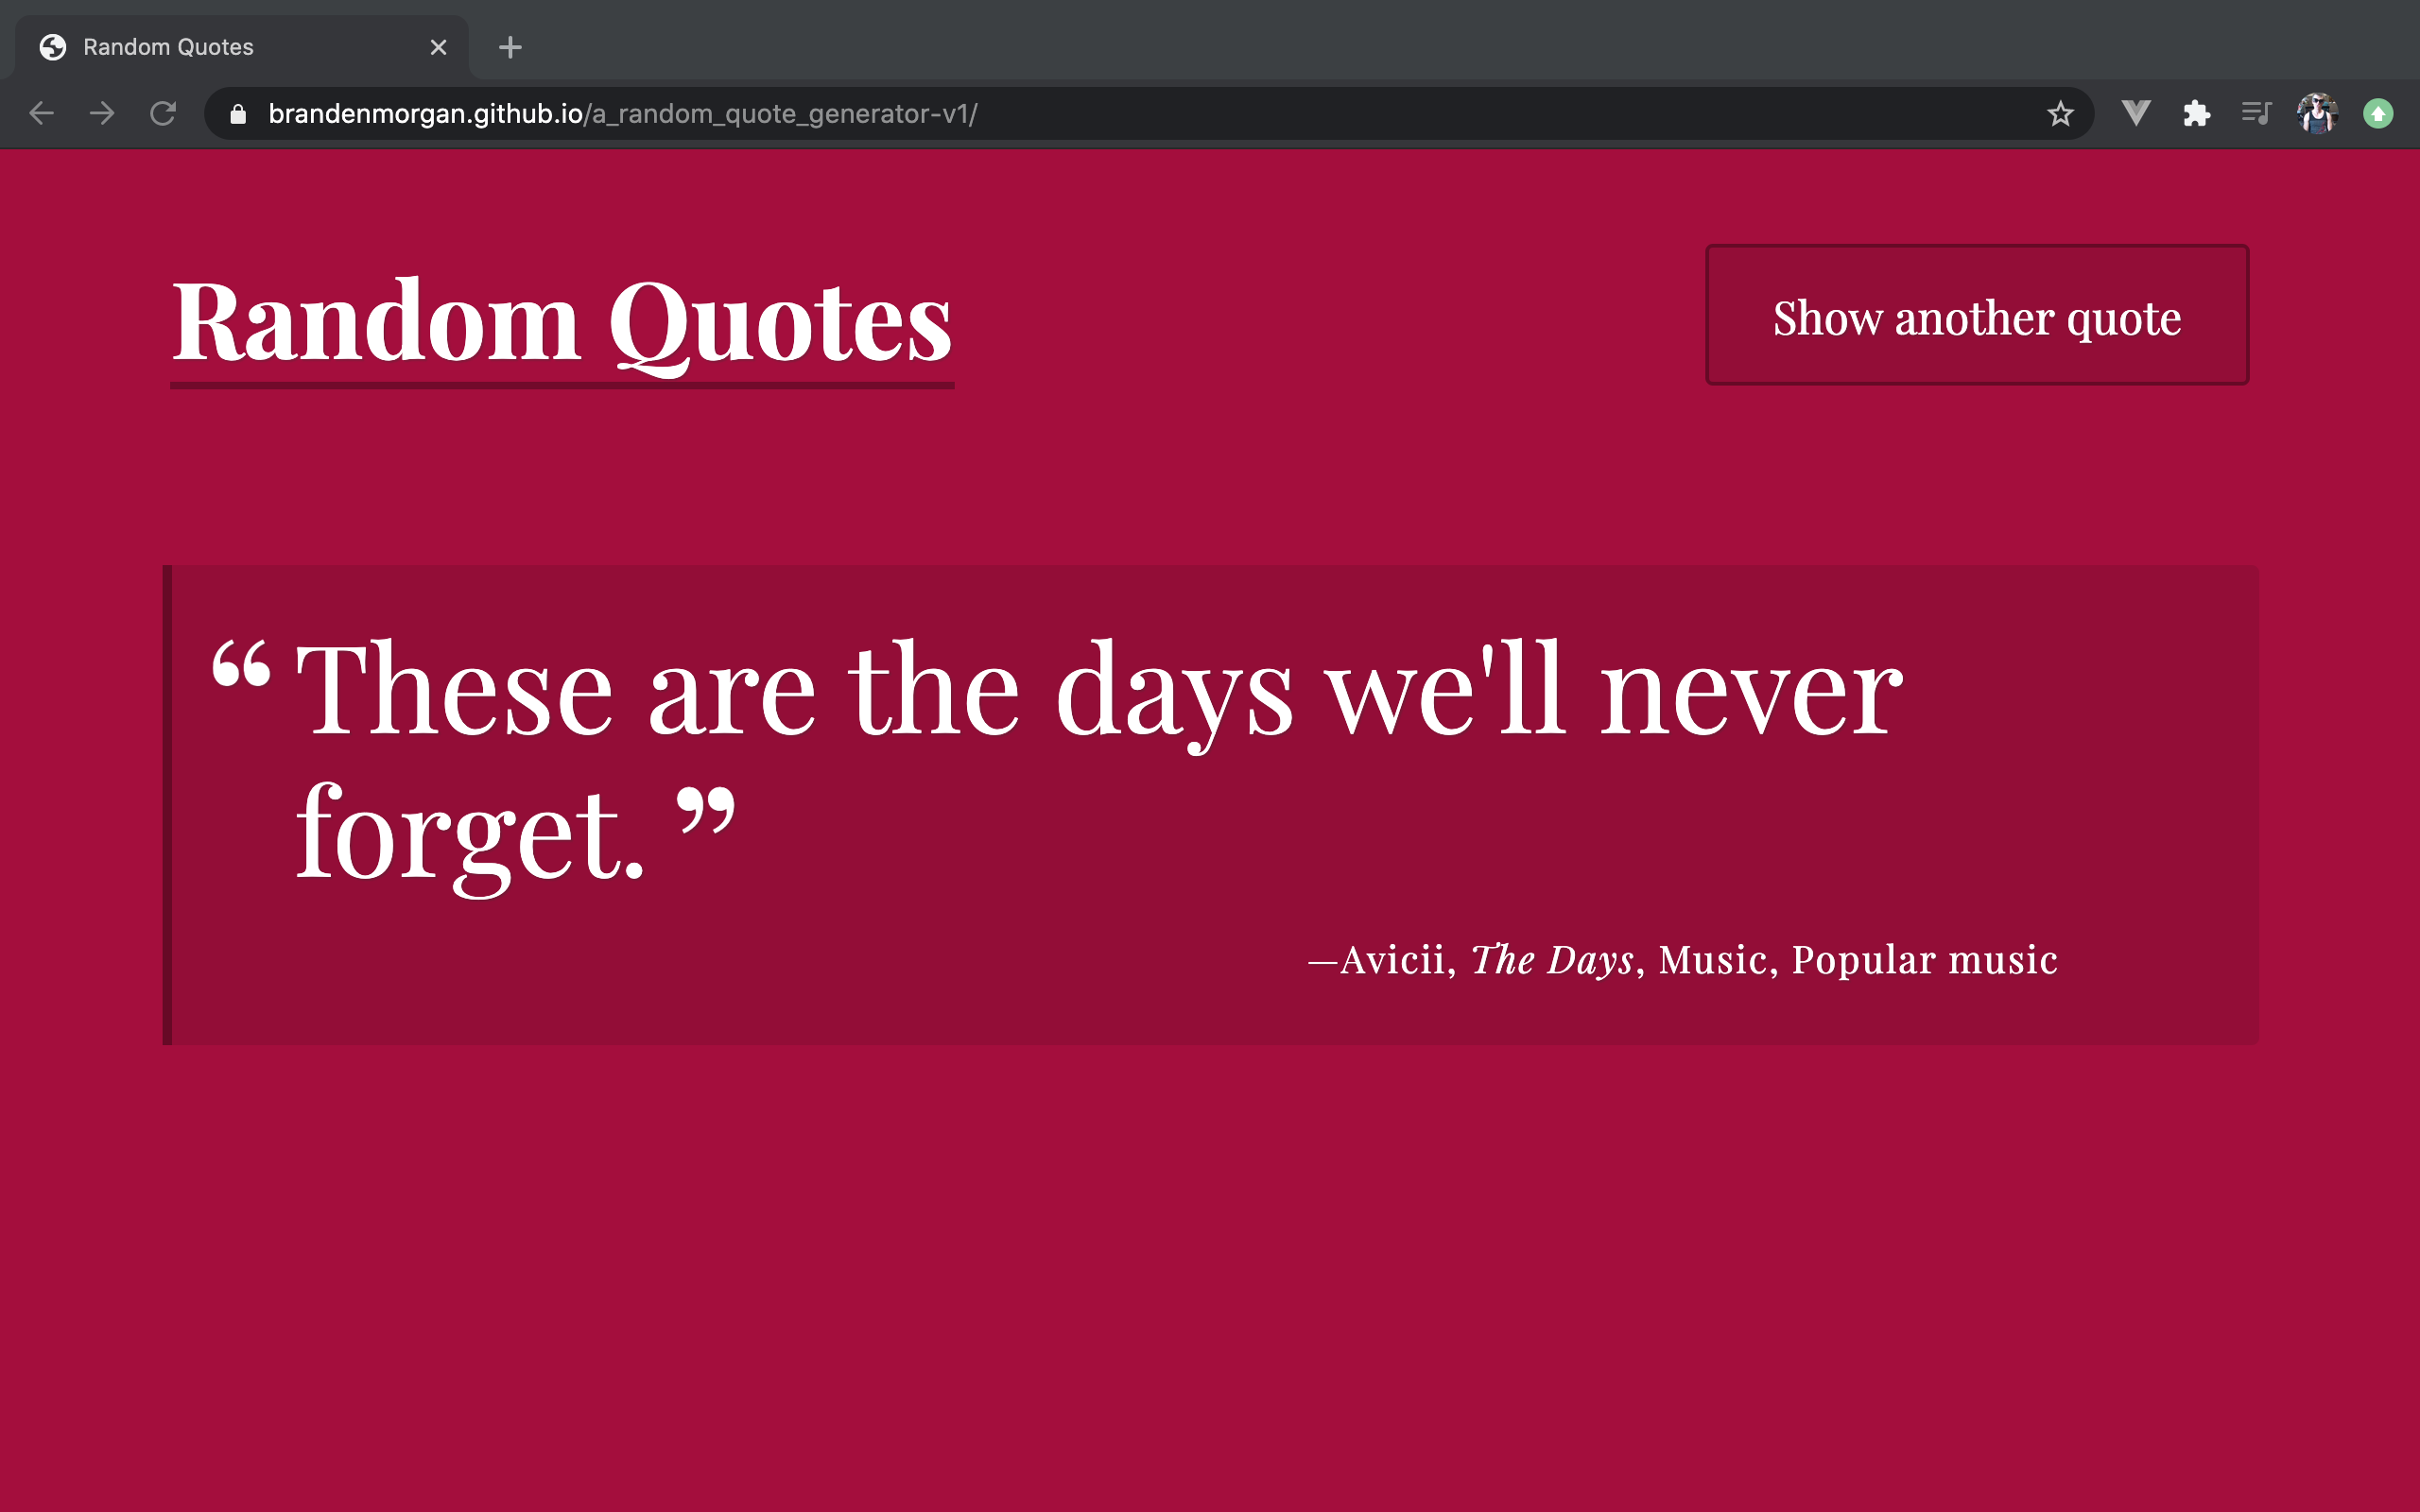 Random Quotes
brandenmorgan.github.io/a_random_quote_generator-v1/
Random Quotes
Show another quote
“ These are the days we'll never
forget. ”
—Avicii, The Days, Music, Popular music